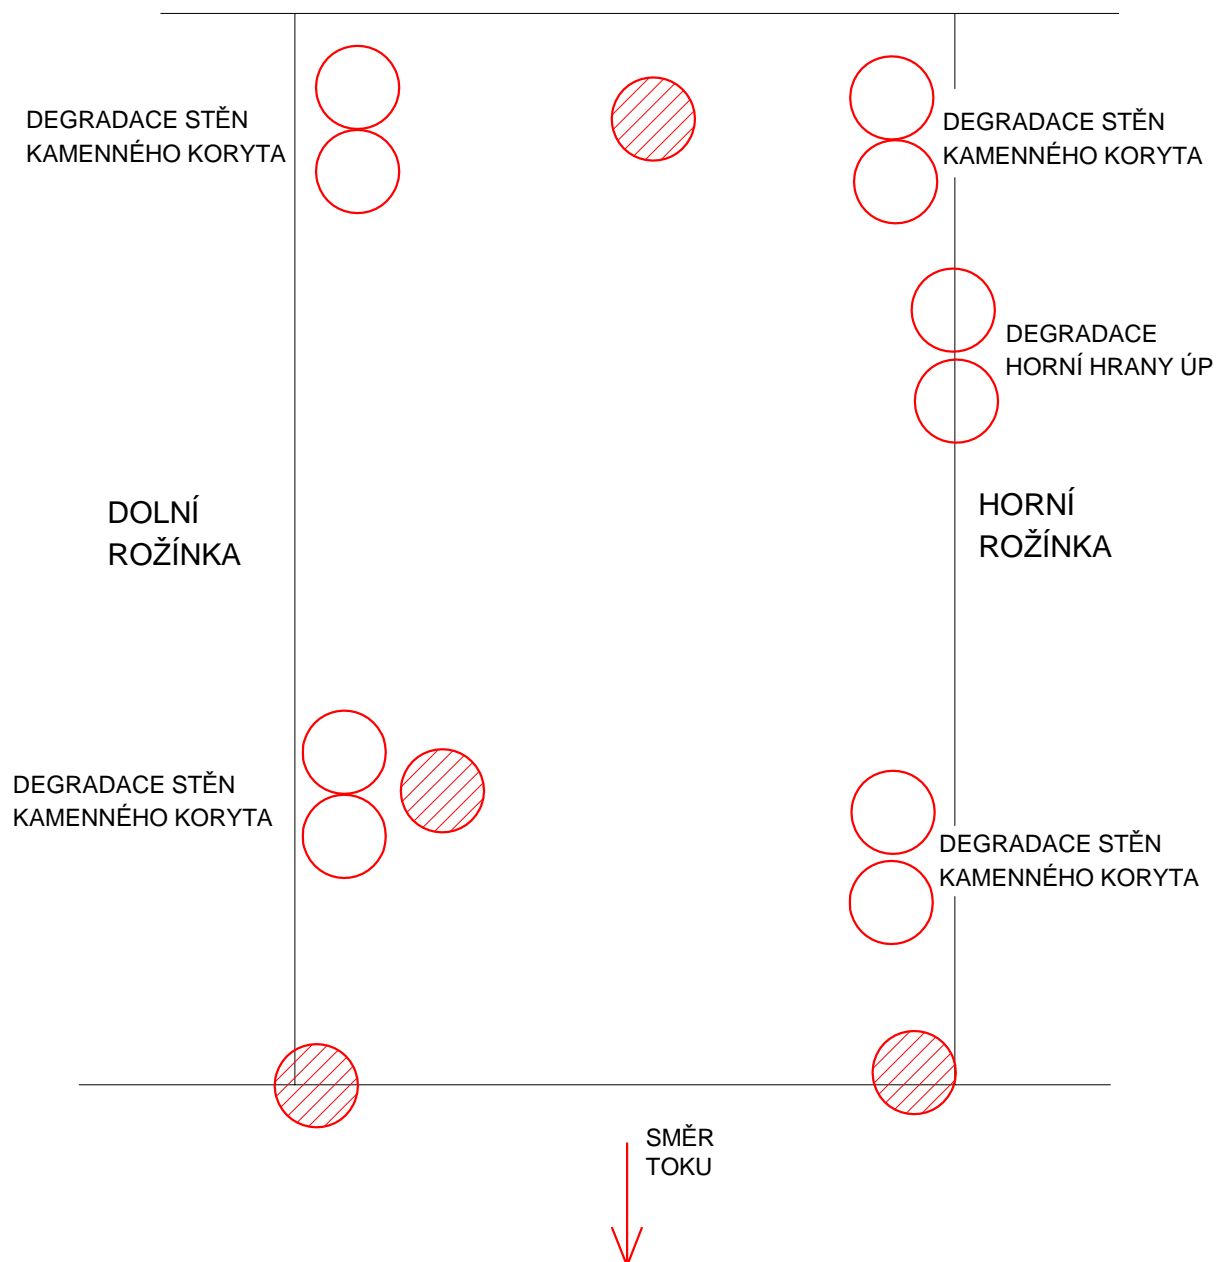 DEGRADACE STĚN
KAMENNÉHO KORYTA
DEGRADACE STĚN
KAMENNÉHO KORYTA
DEGRADACE
HORNÍ HRANY ÚP
DOLNÍ
ROŽÍNKA
HORNÍ
ROŽÍNKA
DEGRADACE STĚN
KAMENNÉHO KORYTA
DEGRADACE STĚN
KAMENNÉHO KORYTA
SMĚR
TOKU